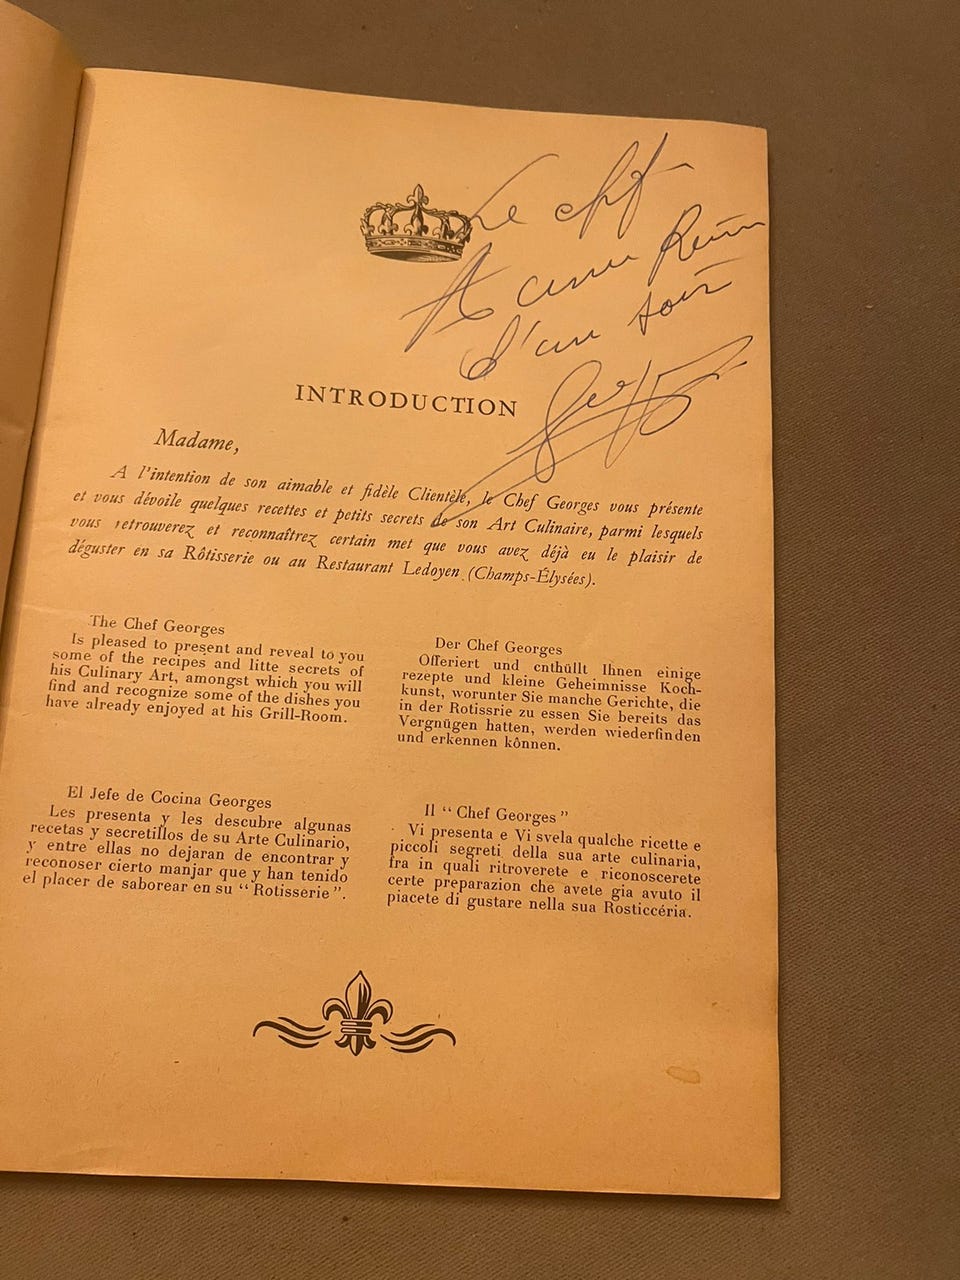 Le chef
A une Reine
d'un soir
INTRODUCTION
Madame,
A l'intention de son aimable et fidèle Clientèle, le Chef Georges vous présente
et vous dévoile quelques recettes et petits secrets de son Art Culinaire, parmi lesquels
vous retrouverez et reconnaîtrez certain met que vous avez déjà eu le plaisir de
déguster en sa Rôtisserie ou au Restaurant Ledoyen (Champs-Élysées).
The Chef Georges
Is pleased to present and reveal to you
some of the recipes and litte secrets of
his Culinary Art, amongst which you will
find and recognize some of the dishes you
have already enjoyed at his Grill-Room.
Der Chef Georges
Offeriert und enthüllt Ihnen einige
rezepte und kleine Geheimnisse Koch-
kunst, worunter Sie manche Gerichte, die
in der Rotissrie zu essen Sie bereits das
Vergnügen hatten, werden wiederfinden
und erkennen kônnen.
El Jefe de Cocina Georges
Les presenta y les descubre algunas
recetas y secretillos de su Arte Culinario,
y entre ellas no dejaran de encontrar y
reconoser cierto manjar que y han tenido
el placer de saborear en su “Rotisserie”.
Il “Chef Georges”
Vi presenta e Vi svela qualche ricette e
piccoli segreti della sua arte culinaria,
fra in quali ritroverete e riconoscerete
certe preparazion che avete gia avuto il
piacete di gustare nella sua Rosticcéria.